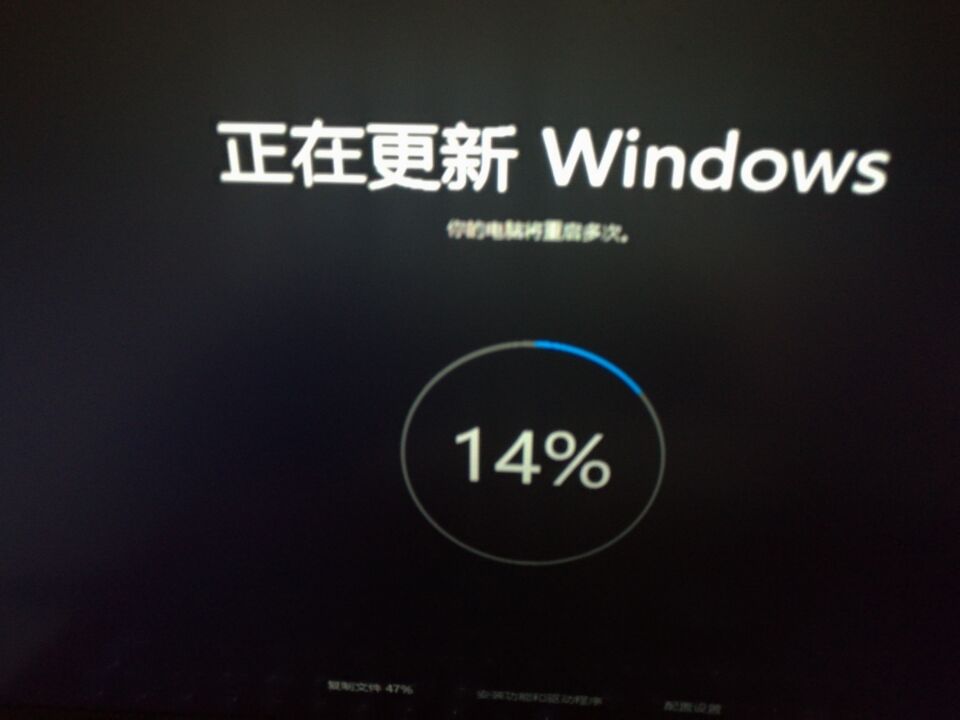 正在更新 Windows
你的电脑将重启多次。
14%
复制文件 47%
安装功能和驱动程序
配置设置